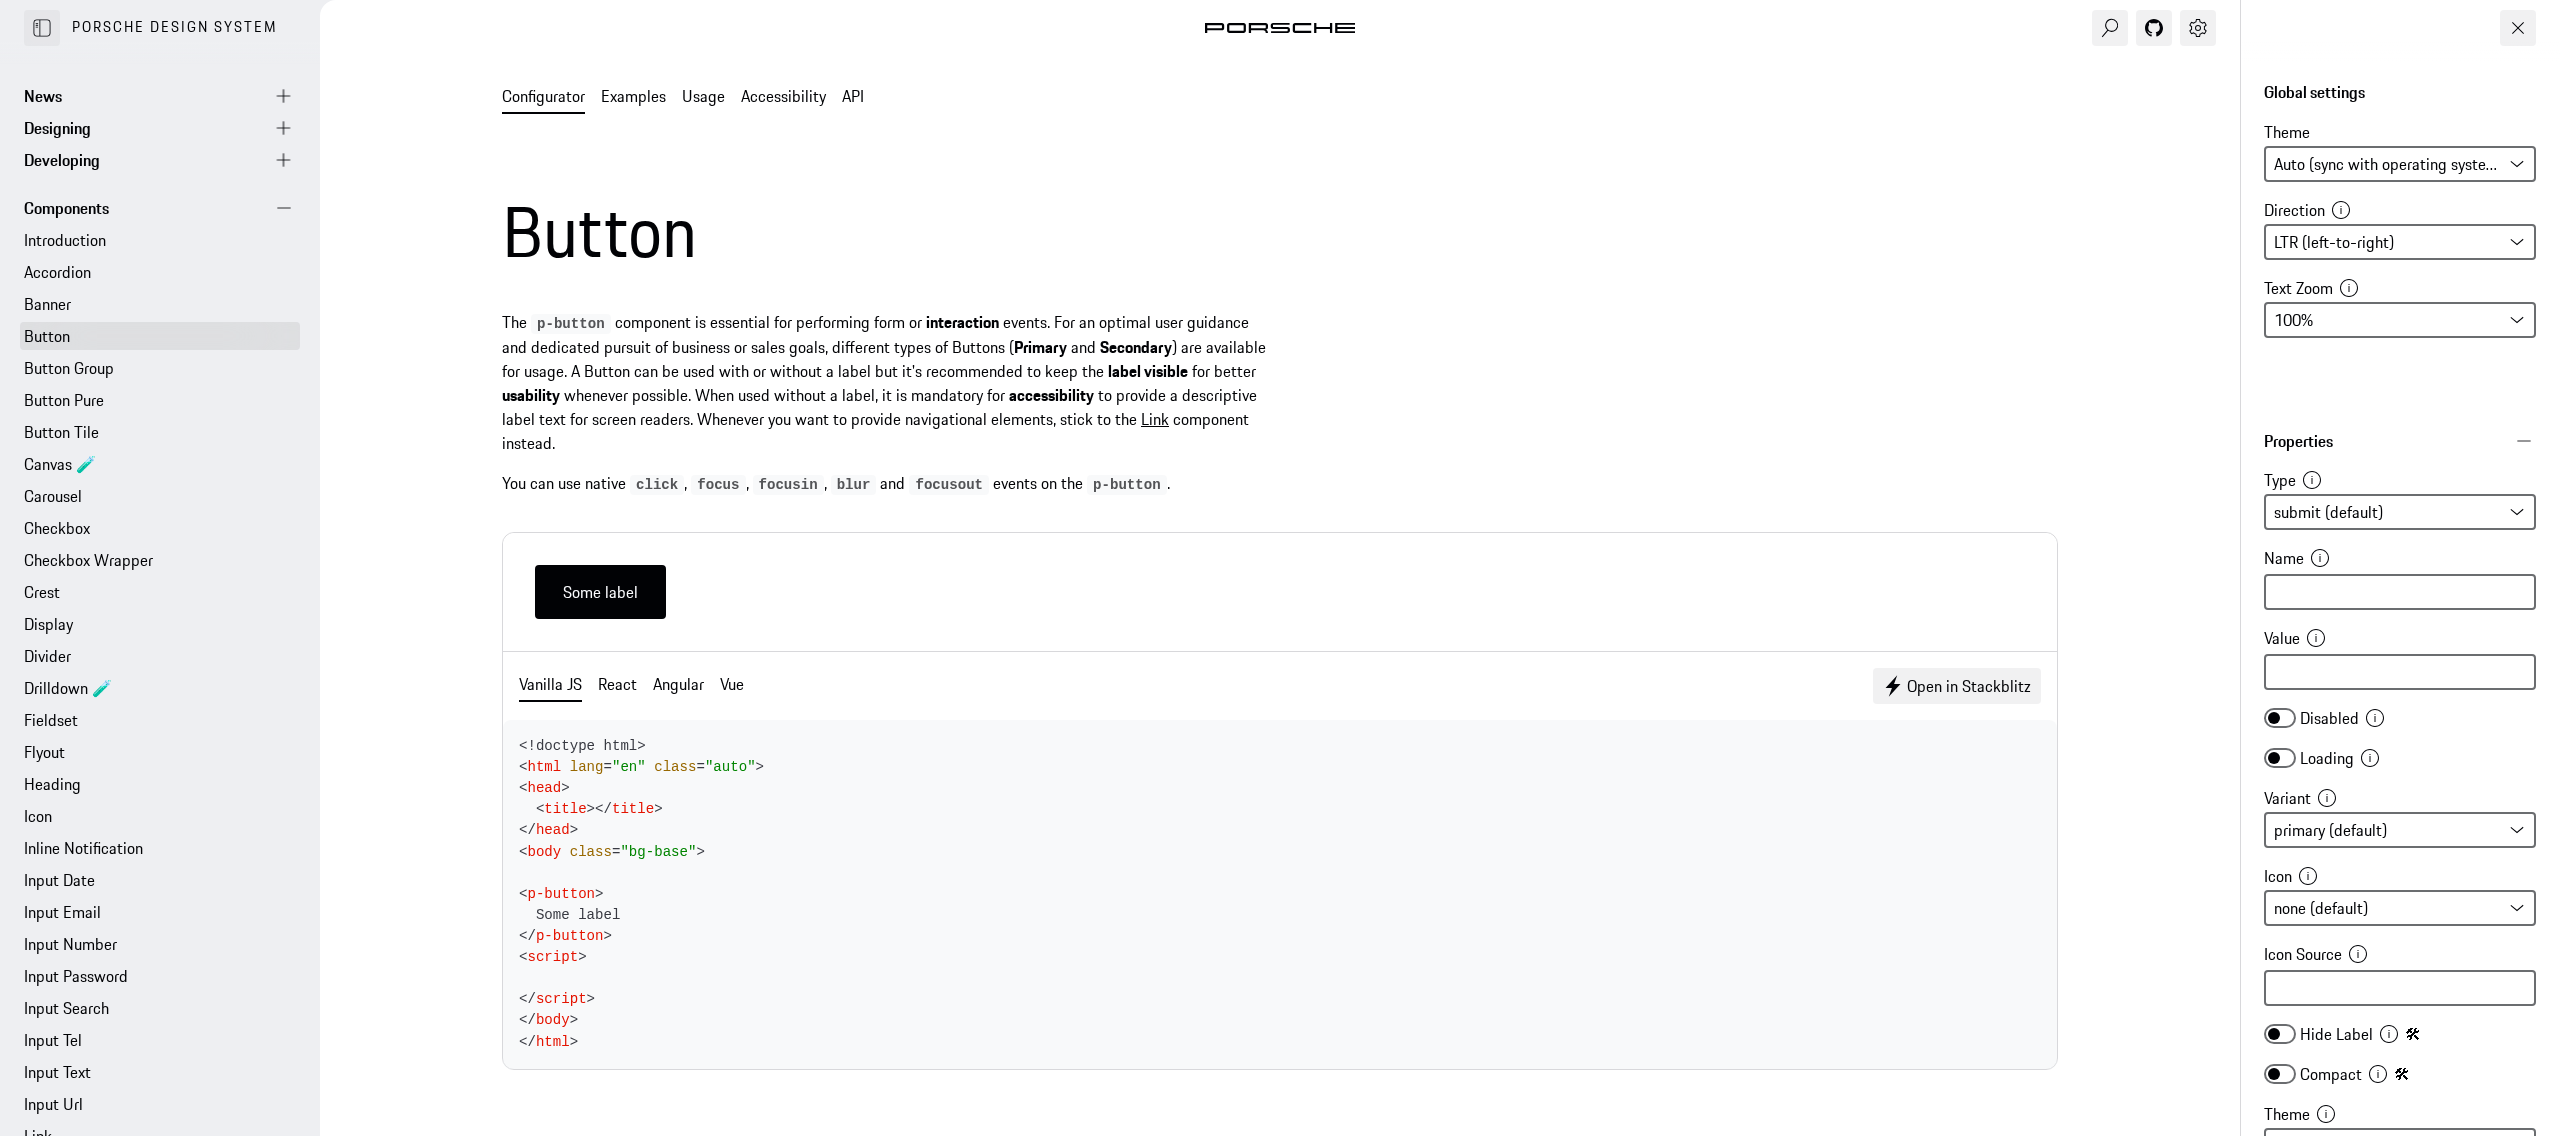 PORSCHE DESIGN SYSTEM
News
Designing
Developing
Components
Introduction
Accordion
Banner
Button
Button Group
Button Pure
Button Tile
Canvas 🧪
Carousel
Checkbox
Checkbox Wrapper
Crest
Display
Divider
Drilldown 🧪
Fieldset
Flyout
Heading
Icon
Inline Notification
Input Date
Input Email
Input Number
Input Password
Input Search
Input Tel
Input Text
Input Url
Link
PORSCHE
Configurator Examples Usage Accessibility API
Button
The p-button component is essential for performing form or interaction events. For an optimal user guidance
and dedicated pursuit of business or sales goals, different types of Buttons (Primary and Secondary) are available
for usage. A Button can be used with or without a label but it's recommended to keep the label visible for better
usability whenever possible. When used without a label, it is mandatory for accessibility to provide a descriptive
label text for screen readers. Whenever you want to provide navigational elements, stick to the Link component
instead.
You can use native click , focus , focusin , blur and focusout events on the p-button .
Some label
Vanilla JS React Angular Vue
Open in Stackblitz
<!doctype html>
<html lang="en" class="auto">
<head>
  <title></title>
</head>
<body class="bg-base">
<p-button>
  Some label
</p-button>
<script>
</script>
</body>
</html>
Global settings
Theme
Auto (sync with operating syste...
Direction
LTR (left-to-right)
Text Zoom
100%
Properties
Type
submit (default)
Name
Value
Disabled
Loading
Variant
primary (default)
Icon
none (default)
Icon Source
Hide Label 🛠
Compact 🛠
Theme